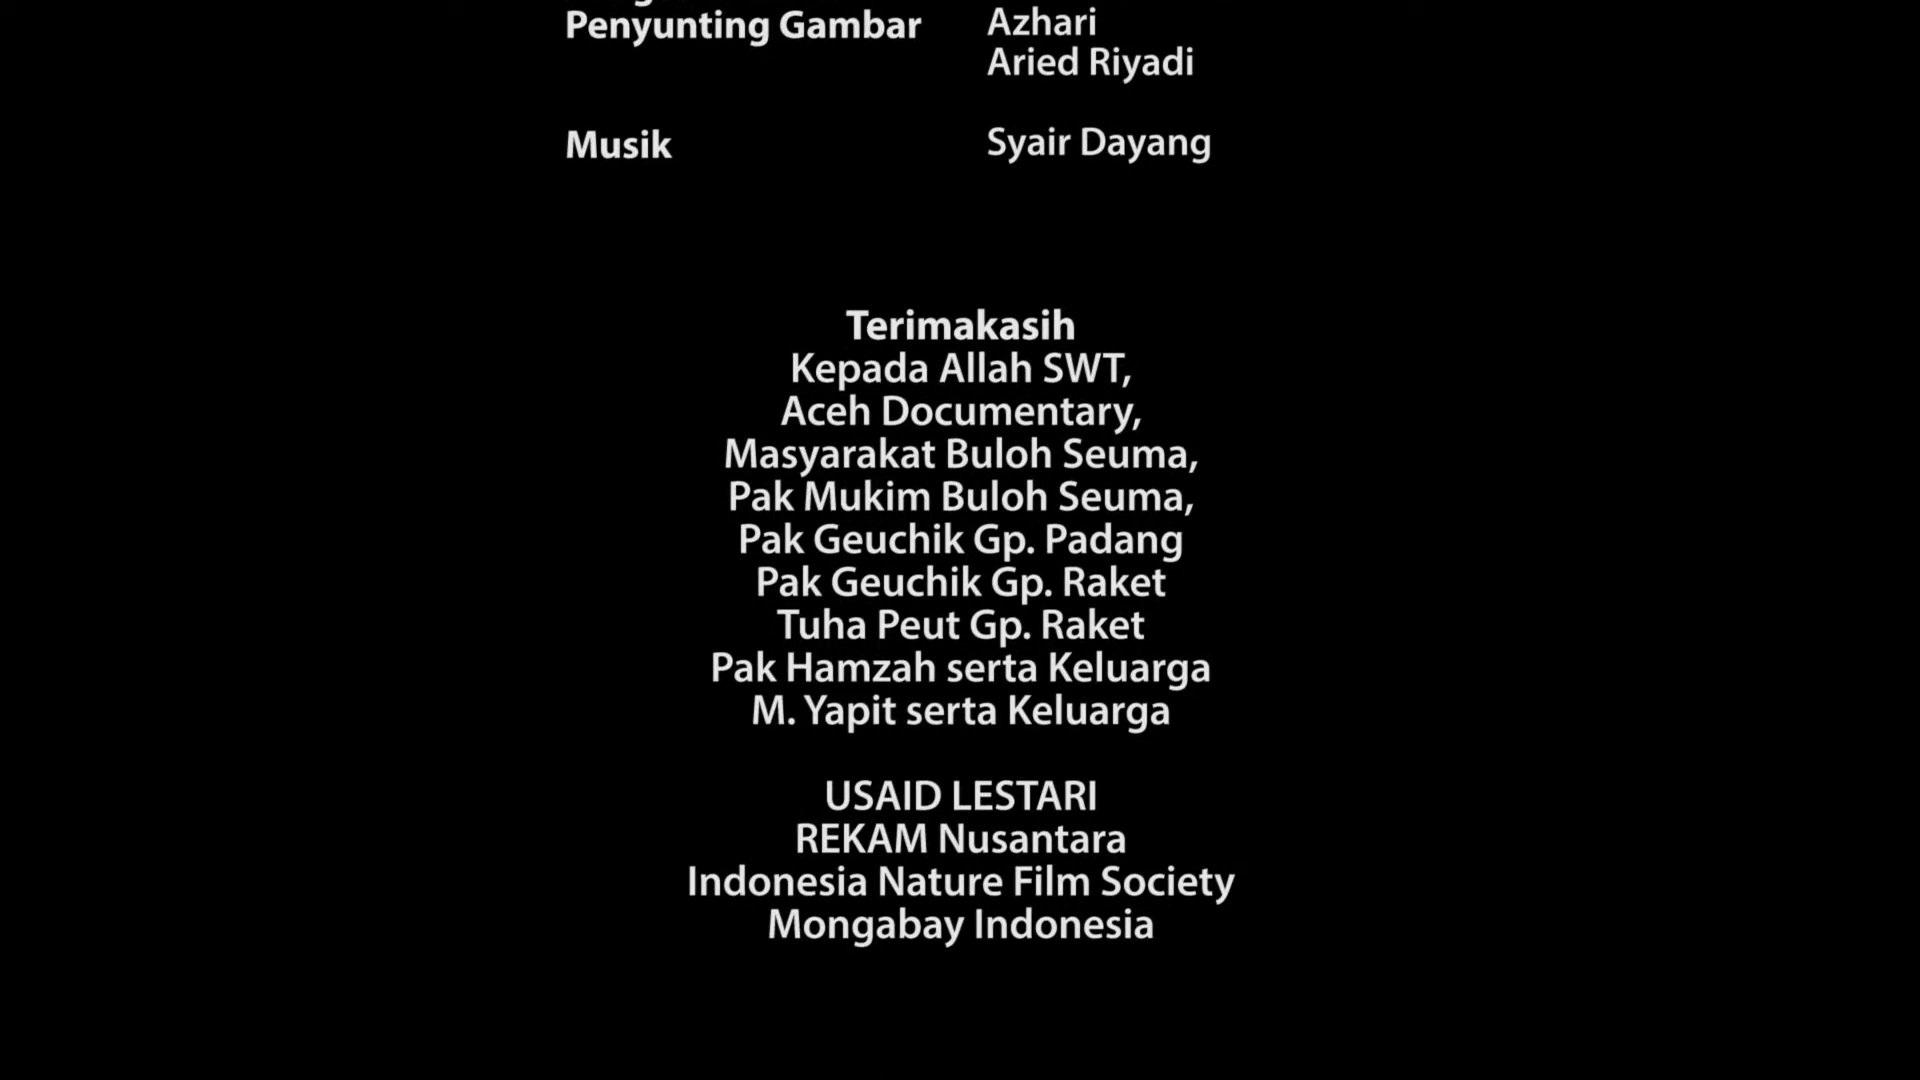 Penyunting Gambar Azhari
Aried Riyadi
Musik Syair Dayang
Terimakasih
Kepada Allah SWT,
Aceh Documentary,
Masyarakat Buloh Seuma,
Pak Mukim Buloh Seuma,
Pak Geuchik Gp. Padang
Pak Geuchik Gp. Raket
Tuha Peut Gp. Raket
Pak Hamzah serta Keluarga
M. Yapit serta Keluarga
USAID LESTARI
REKAM Nusantara
Indonesia Nature Film Society
Mongabay Indonesia